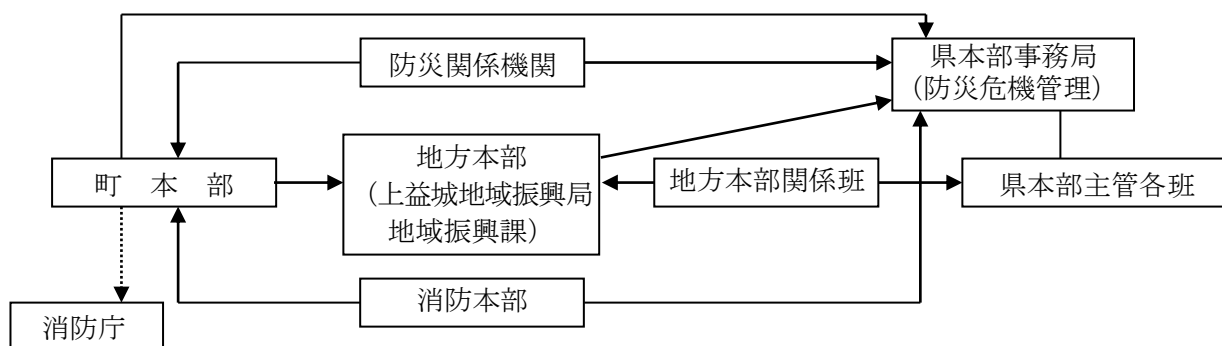 防災関係機関
県本部事務局
（防災危機管理）
町　本　部
地方本部
（上益城地域振興局
地域振興課）
地方本部関係班
県本部主管各班
消防本部
消防庁